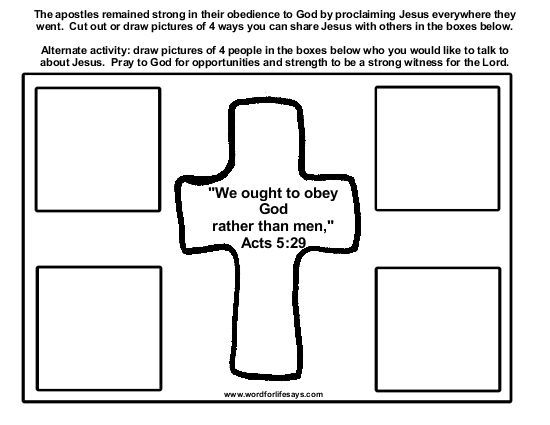 The apostles remained strong in their obedience to God by proclaiming Jesus everywhere they
went.  Cut out or draw pictures of 4 ways you can share Jesus with others in the boxes below.
Alternate activity: draw pictures of 4 people in the boxes below who you would like to talk to
about Jesus.  Pray to God for opportunities and strength to be a strong witness for the Lord.
"We ought to obey
God
rather than men,"
Acts 5:29
www.wordforlifesays.com